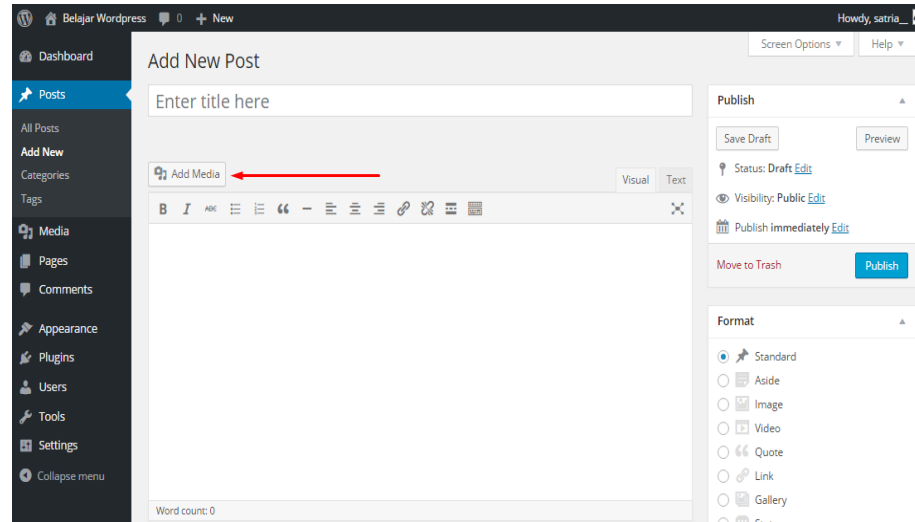 Belajar Wordpress 0 + New Howdy, satria__
Screen Options Help
Dashboard
Posts
All Posts
Add New
Categories
Tags
Media
Pages
Comments
Appearance
Plugins
Users
Tools
Settings
Collapse menu
Add New Post
Enter title here
Add Media
Visual Text
B I ABC
Word count: 0
Publish
Save Draft Preview
Status: Draft Edit
Visibility: Public Edit
Publish immediately Edit
Move to Trash Publish
Format
Standard
Aside
Image
Video
Quote
Link
Gallery